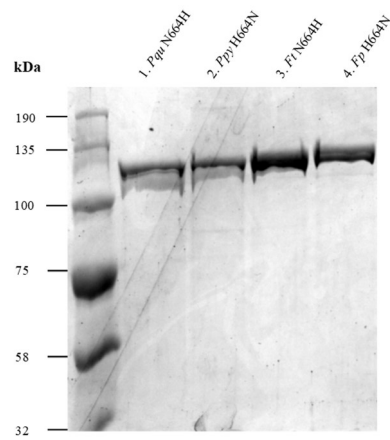 kDa
1. Pqu N664H
2. Ppy H664N
3. Ft N664H
4. Fp H664N
190
135
100
75
58
32